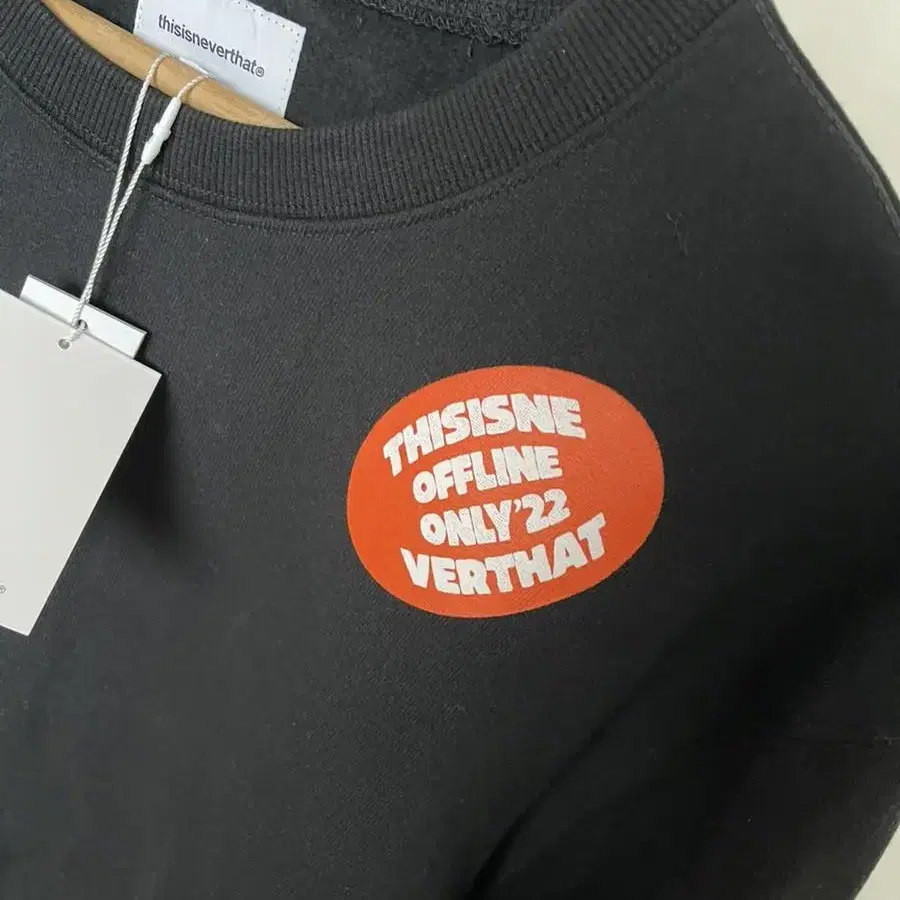 thisisneverthat®
THISISNE
OFFLINE
ONLY'22
VERTHAT
®